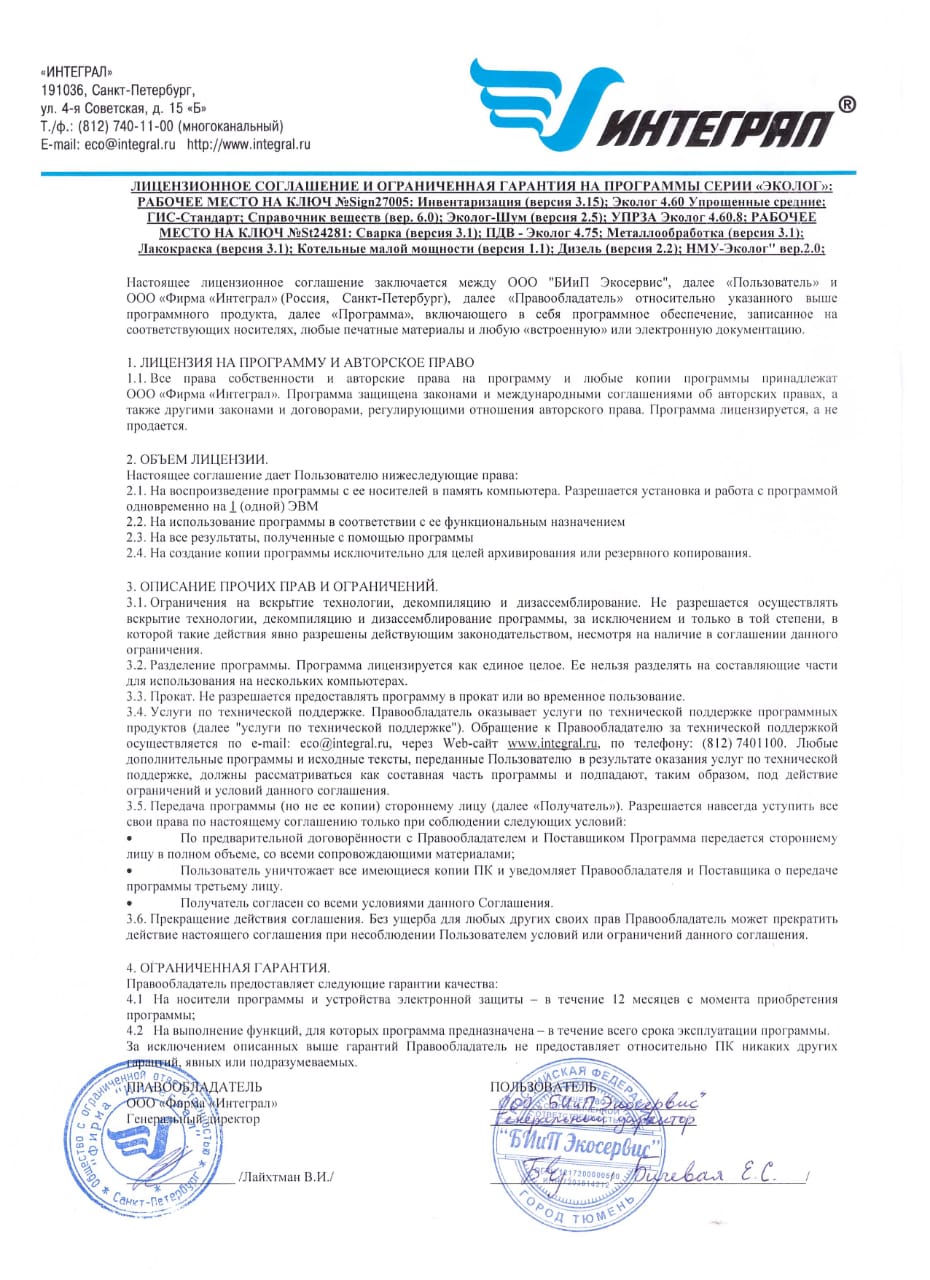 «ИНТЕГРАЛ»
191036, Санкт-Петербург,
ул. 4-я Советская, д. 15 «Б»
Т./ф.: (812) 740-11-00 (многоканальный)
E-mail: eco@integral.ru http://www.integral.ru
ИНТЕГРАЛ®
ЛИЦЕНЗИОННОЕ СОГЛАШЕНИЕ И ОГРАНИЧЕННАЯ ГАРАНТИЯ НА ПРОГРАММЫ СЕРИИ «ЭКОЛОГ»:
РАБОЧЕЕ МЕСТО НА КЛЮЧ №Sign27005: Инвентаризация (версия 3.15); Эколог 4.60 Упрощенные средние;
ГИС-Стандарт; Справочник веществ (вер. 6.0); Эколог-Шум (версия 2.5); УПРЗА Эколог 4.60.8; РАБОЧЕЕ
МЕСТО НА КЛЮЧ №St24281: Сварка (версия 3.1); ПДВ - Эколог 4.75; Металлообработка (версия 3.1);
Лакокраска (версия 3.1); Котельные малой мощности (версия 1.1); Дизель (версия 2.2); НМУ-Эколог" вер.2.0;
Настоящее лицензионное соглашение заключается между ООО "БИиП Экосервис", далее «Пользователь» и
ООО «Фирма «Интеграл» (Россия, Санкт-Петербург), далее «Правообладатель» относительно указанного выше
программного продукта, далее «Программа», включающего в себя программное обеспечение, записанное на
соответствующих носителях, любые печатные материалы и любую «встроенную» или электронную документацию.
1. ЛИЦЕНЗИЯ НА ПРОГРАММУ И АВТОРСКОЕ ПРАВО
1.1. Все права собственности и авторские права на программу и любые копии программы принадлежат
ООО «Фирма «Интеграл». Программа защищена законами и международными соглашениями об авторских правах, а
также другими законами и договорами, регулирующими отношения авторского права. Программа лицензируется, а не
продается.
2. ОБЪЕМ ЛИЦЕНЗИИ.
Настоящее соглашение дает Пользователю нижеследующие права:
2.1. На воспроизведение программы с ее носителей в память компьютера. Разрешается установка и работа с программой
одновременно на 1 (одной) ЭВМ
2.2. На использование программы в соответствии с ее функциональным назначением
2.3. На все результаты, полученные с помощью программы
2.4. На создание копии программы исключительно для целей архивирования или резервного копирования.
3. ОПИСАНИЕ ПРОЧИХ ПРАВ И ОГРАНИЧЕНИЙ.
3.1. Ограничения на вскрытие технологии, декомпиляцию и дизассемблирование. Не разрешается осуществлять
вскрытие технологии, декомпиляцию и дизассемблирование программы, за исключением и только в той степени, в
которой такие действия явно разрешены действующим законодательством, несмотря на наличие в соглашении данного
ограничения.
3.2. Разделение программы. Программа лицензируется как единое целое. Ее нельзя разделять на составляющие части
для использования на нескольких компьютерах.
3.3. Прокат. Не разрешается предоставлять программу в прокат или во временное пользование.
3.4. Услуги по технической поддержке. Правообладатель оказывает услуги по технической поддержке программных
продуктов (далее "услуги по технической поддержке"). Обращение к Правообладателю за технической поддержкой
осуществляется по e-mail: eco@integral.ru, через Web-сайт www.integral.ru, по телефону: (812) 7401100. Любые
дополнительные программы и исходные тексты, переданные Пользователю в результате оказания услуг по технической
поддержке, должны рассматриваться как составная часть программы и подпадают, таким образом, под действие
ограничений и условий данного соглашения.
3.5. Передача программы (но не ее копии) стороннему лицу (далее «Получатель»). Разрешается навсегда уступить все
свои права по настоящему соглашению только при соблюдении следующих условий:
• По предварительной договорённости с Правообладателем и Поставщиком Программа передается стороннему
лицу в полном объеме, со всеми сопровождающими материалами;
• Пользователь уничтожает все имеющиеся копии ПК и уведомляет Правообладателя и Поставщика о передаче
программы третьему лицу.
• Получатель согласен со всеми условиями данного Соглашения.
3.6. Прекращение действия соглашения. Без ущерба для любых других своих прав Правообладатель может прекратить
действие настоящего соглашения при несоблюдении Пользователем условий или ограничений данного соглашения.
4. ОГРАНИЧЕННАЯ ГАРАНТИЯ.
Правообладатель предоставляет следующие гарантии качества:
4.1 На носители программы и устройства электронной защиты – в течение 12 месяцев с момента приобретения
программы;
4.2 На выполнение функций, для которых программа предназначена – в течение всего срока эксплуатации программы.
За исключением описанных выше гарантий Правообладатель не предоставляет относительно ПК никаких других
гарантий, явных или подразумеваемых.
ПРАВООБЛАДАТЕЛЬ
ООО «Фирма «Интеграл»
Генеральный директор
/Лайхтман В.И./
Общество с ограниченной ответственностью
"Фирма "Интеграл"
Санкт-Петербург
ПОЛЬЗОВАТЕЛЬ
ООО "БИиП Экосервис"
Генеральный директор
"БИиП Экосервис"
Е.С. /
ГОРОД ТЮМЕНЬ